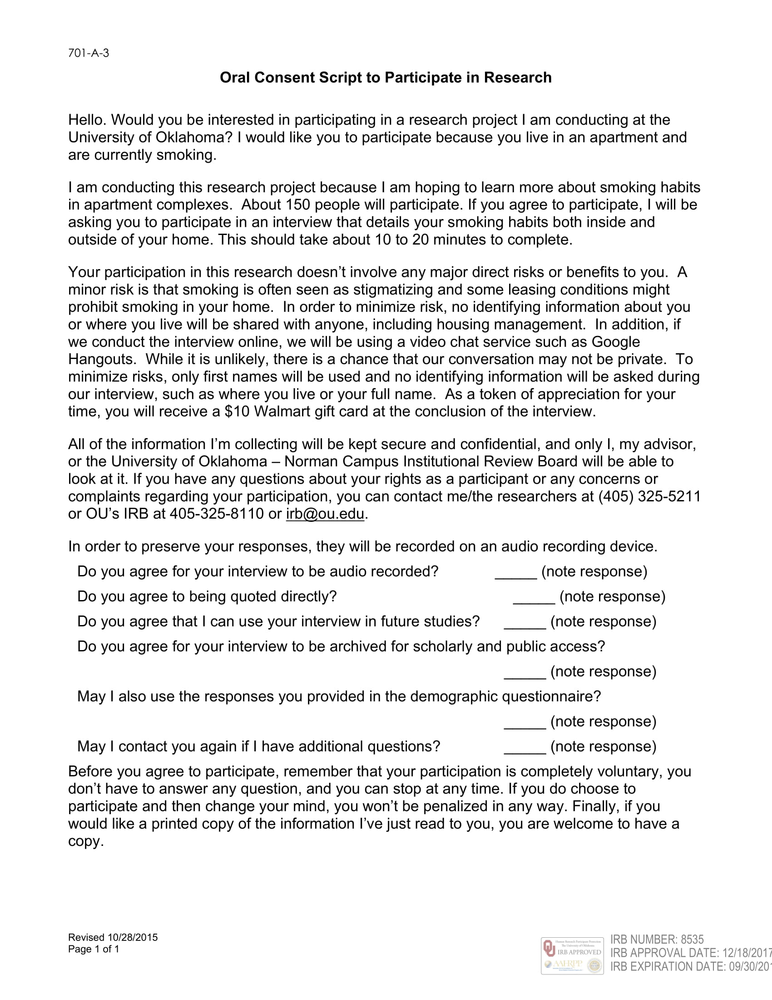 701-A-3
Oral Consent Script to Participate in Research
Hello. Would you be interested in participating in a research project I am conducting at the
University of Oklahoma? I would like you to participate because you live in an apartment and
are currently smoking.
I am conducting this research project because I am hoping to learn more about smoking habits
in apartment complexes.  About 150 people will participate. If you agree to participate, I will be
asking you to participate in an interview that details your smoking habits both inside and
outside of your home. This should take about 10 to 20 minutes to complete.
Your participation in this research doesn’t involve any major direct risks or benefits to you.  A
minor risk is that smoking is often seen as stigmatizing and some leasing conditions might
prohibit smoking in your home.  In order to minimize risk, no identifying information about you
or where you live will be shared with anyone, including housing management.  In addition, if
we conduct the interview online, we will be using a video chat service such as Google
Hangouts.  While it is unlikely, there is a chance that our conversation may not be private.  To
minimize risks, only first names will be used and no identifying information will be asked during
our interview, such as where you live or your full name.  As a token of appreciation for your
time, you will receive a $10 Walmart gift card at the conclusion of the interview.
All of the information I’m collecting will be kept secure and confidential, and only I, my advisor,
or the University of Oklahoma – Norman Campus Institutional Review Board will be able to
look at it. If you have any questions about your rights as a participant or any concerns or
complaints regarding your participation, you can contact me/the researchers at (405) 325-5211
or OU’s IRB at 405-325-8110 or irb@ou.edu.
In order to preserve your responses, they will be recorded on an audio recording device.
Do you agree for your interview to be audio recorded? _____ (note response)
Do you agree to being quoted directly? _____ (note response)
Do you agree that I can use your interview in future studies? _____ (note response)
Do you agree for your interview to be archived for scholarly and public access?
_____ (note response)
May I also use the responses you provided in the demographic questionnaire?
_____ (note response)
May I contact you again if I have additional questions? _____ (note response)
Before you agree to participate, remember that your participation is completely voluntary, you
don’t have to answer any question, and you can stop at any time. If you do choose to
participate and then change your mind, you won’t be penalized in any way. Finally, if you
would like a printed copy of the information I’ve just read to you, you are welcome to have a
copy.
Revised 10/28/2015
Page 1 of 1
Human Research Participant Protection
The University of Oklahoma
IRB APPROVED
AAHRPP
IRB NUMBER: 8535
IRB APPROVAL DATE: 12/18/2017
IRB EXPIRATION DATE: 09/30/201